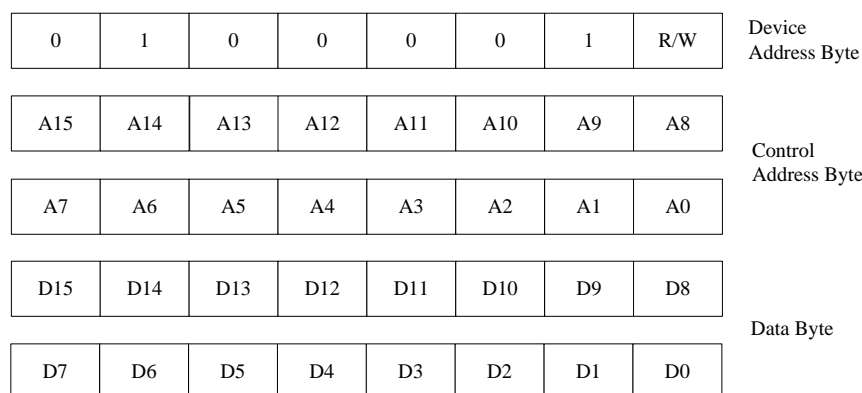 0 1 0 0 0 0 1 R/W
Device
Address Byte
A15 A14 A13 A12 A11 A10 A9 A8
Control
Address Byte
A7 A6 A5 A4 A3 A2 A1 A0
D15 D14 D13 D12 D11 D10 D9 D8
Data Byte
D7 D6 D5 D4 D3 D2 D1 D0